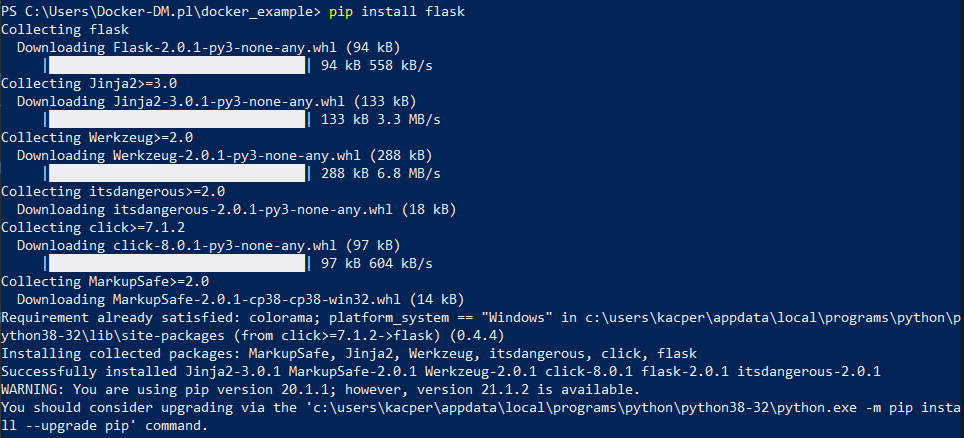 PS C:\Users\Docker-DM.pl\docker_example> pip install flask
Collecting flask
  Downloading Flask-2.0.1-py3-none-any.whl (94 kB)
     |████████████████████████████████| 94 kB 558 kB/s
Collecting Jinja2>=3.0
  Downloading Jinja2-3.0.1-py3-none-any.whl (133 kB)
     |████████████████████████████████| 133 kB 3.3 MB/s
Collecting Werkzeug>=2.0
  Downloading Werkzeug-2.0.1-py3-none-any.whl (288 kB)
     |████████████████████████████████| 288 kB 6.8 MB/s
Collecting itsdangerous>=2.0
  Downloading itsdangerous-2.0.1-py3-none-any.whl (18 kB)
Collecting click>=7.1.2
  Downloading click-8.0.1-py3-none-any.whl (97 kB)
     |████████████████████████████████| 97 kB 604 kB/s
Collecting MarkupSafe>=2.0
  Downloading MarkupSafe-2.0.1-cp38-cp38-win32.whl (14 kB)
Requirement already satisfied: colorama; platform_system == "Windows" in c:\users\kacper\appdata\local\programs\python\p
ython38-32\lib\site-packages (from click>=7.1.2->flask) (0.4.4)
Installing collected packages: MarkupSafe, Jinja2, Werkzeug, itsdangerous, click, flask
Successfully installed Jinja2-3.0.1 MarkupSafe-2.0.1 Werkzeug-2.0.1 click-8.0.1 flask-2.0.1 itsdangerous-2.0.1
WARNING: You are using pip version 20.1.1; however, version 21.1.2 is available.
You should consider upgrading via the 'c:\users\kacper\appdata\local\programs\python\python38-32\python.exe -m pip insta
ll --upgrade pip' command.